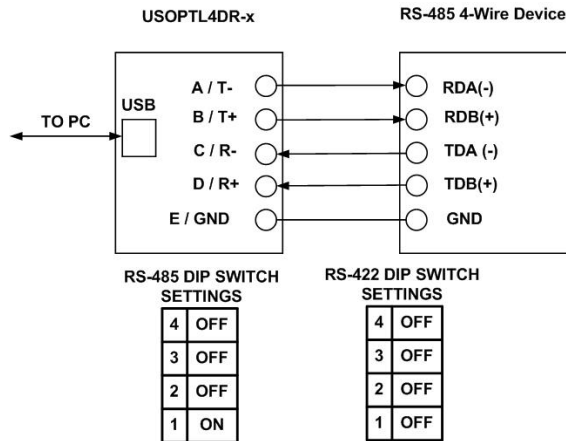 USOPTL4DR-x
RS-485 4-Wire Device
A / T-
RDA(-)
USB
B / T+
RDB(+)
TO PC
C / R-
TDA (-)
D / R+
TDB(+)
E / GND
GND
RS-485 DIP SWITCH
SETTINGS
4 OFF
3 OFF
2 OFF
1 ON
RS-422 DIP SWITCH
SETTINGS
4 OFF
3 OFF
2 OFF
1 OFF